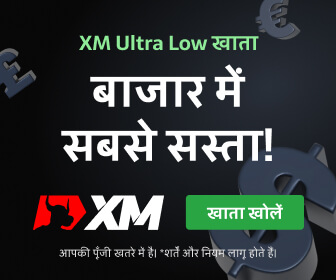 XM Ultra Low खाता
बाजार में
सबसे सस्ता!
XM
खाता खोलें
आपकी पूँजी खतरे में है। *शर्तें और नियम लागू होते हैं।